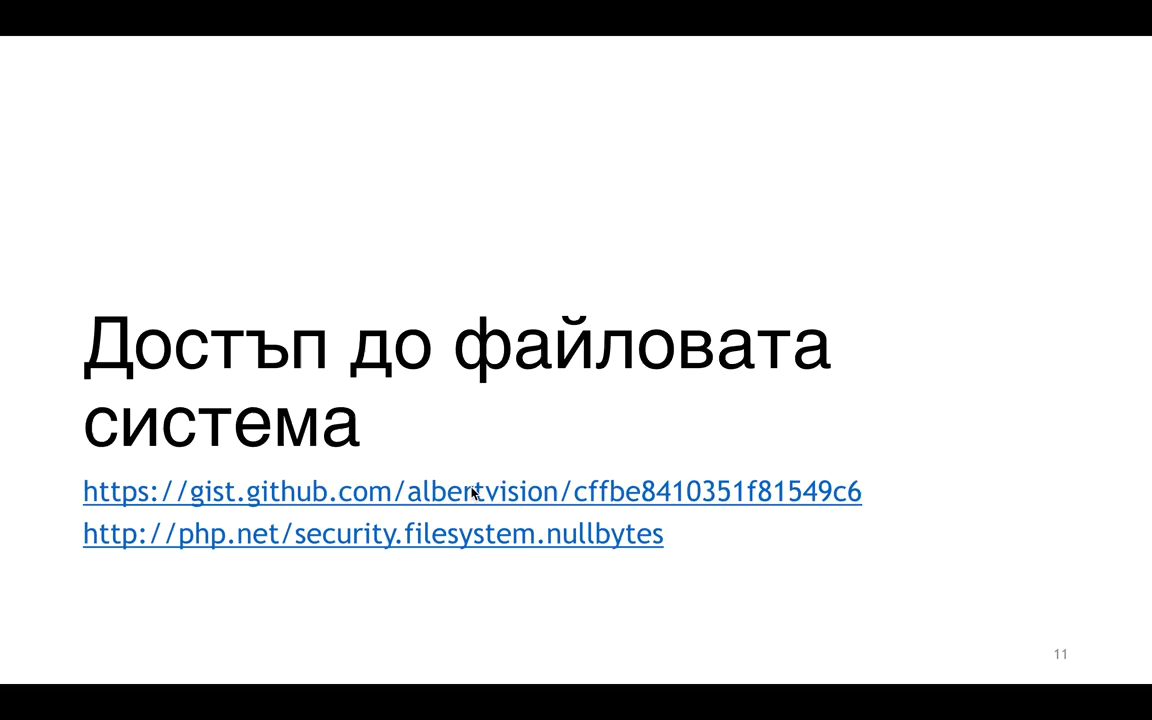 Достъп до файловата
система
https://gist.github.com/albertvision/cffbe8410351f81549c6
http://php.net/security.filesystem.nullbytes
11